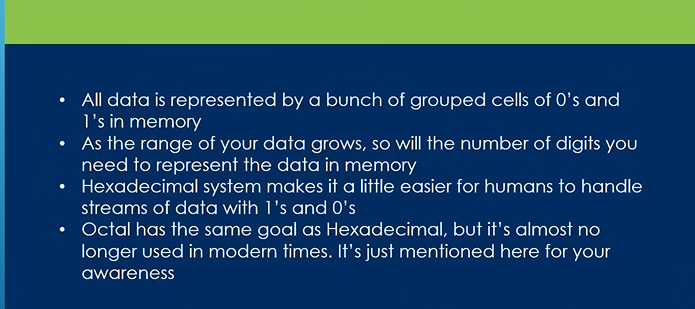 • All data is represented by a bunch of grouped cells of 0's and
1's in memory
• As the range of your data grows, so will the number of digits you
need to represent the data in memory
• Hexadecimal system makes it a little easier for humans to handle
streams of data with 1's and 0's
• Octal has the same goal as Hexadecimal, but it's almost no
longer used in modern times. It's just mentioned here for your
awareness